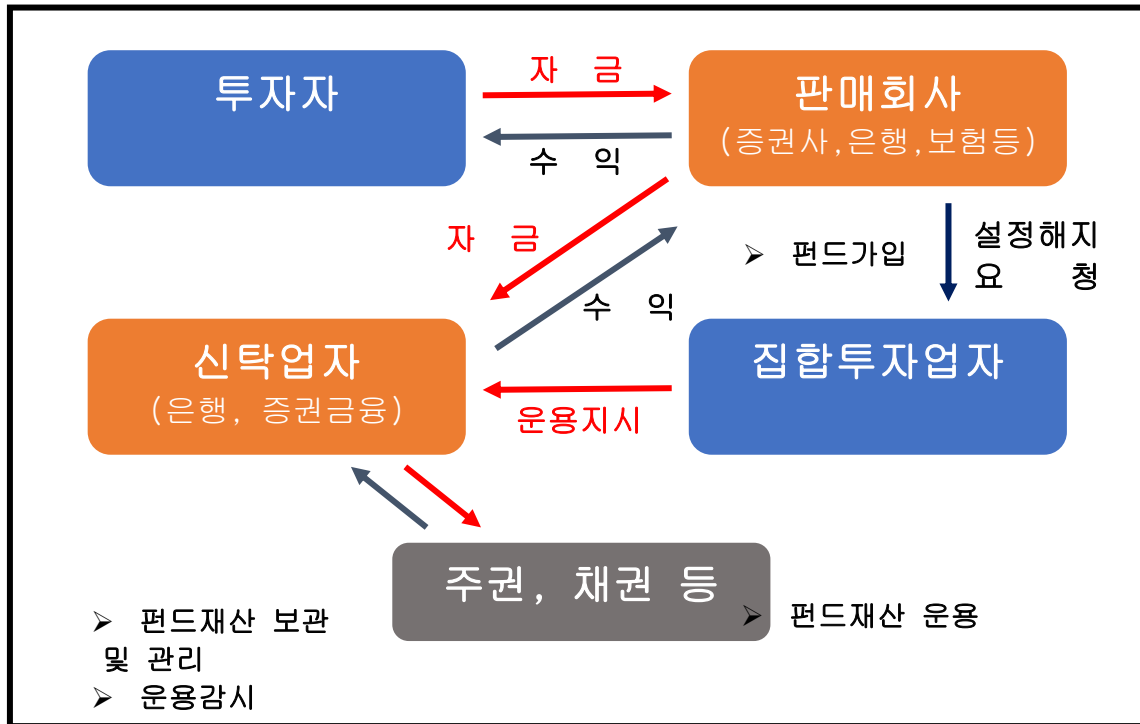 자 금
투자자
판매회사
(증권사,은행,보험등)
수 익
자 금
➢ 펀드가입
설정해지
요 청
수 익
신탁업자
(은행, 증권금융)
집합투자업자
운용지시
주권, 채권 등
➢ 펀드재산 보관
및 관리
➢ 운용감시
➢ 펀드재산 운용